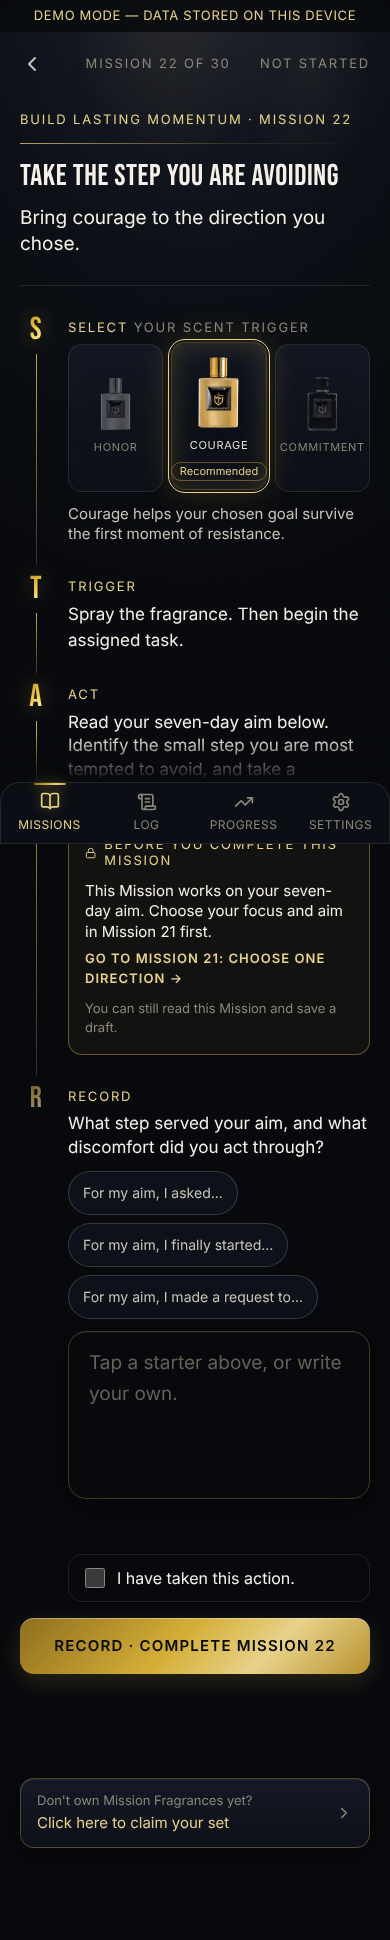 DEMO MODE — DATA STORED ON THIS DEVICE
MISSION 22 OF 30 NOT STARTED
BUILD LASTING MOMENTUM · MISSION 22
TAKE THE STEP YOU ARE AVOIDING
Bring courage to the direction you
chose.
S
SELECT YOUR SCENT TRIGGER
HONOR
COURAGE
COMMITMENT
Recommended
Courage helps your chosen goal survive
the first moment of resistance.
T
TRIGGER
Spray the fragrance. Then begin the
assigned task.
A
ACT
Read your seven-day aim below.
Identify the small step you are most
tempted to avoid, and take a
MISSIONS LOG PROGRESS SETTINGS
BEFORE YOU COMPLETE THIS
MISSION
This Mission works on your seven-
day aim. Choose your focus and aim
in Mission 21 first.
GO TO MISSION 21: CHOOSE ONE
DIRECTION →
You can still read this Mission and save a
draft.
R
RECORD
What step served your aim, and what
discomfort did you act through?
For my aim, I asked...
For my aim, I finally started...
For my aim, I made a request to...
Tap a starter above, or write
your own.
I have taken this action.
RECORD · COMPLETE MISSION 22
Don't own Mission Fragrances yet?
Click here to claim your set